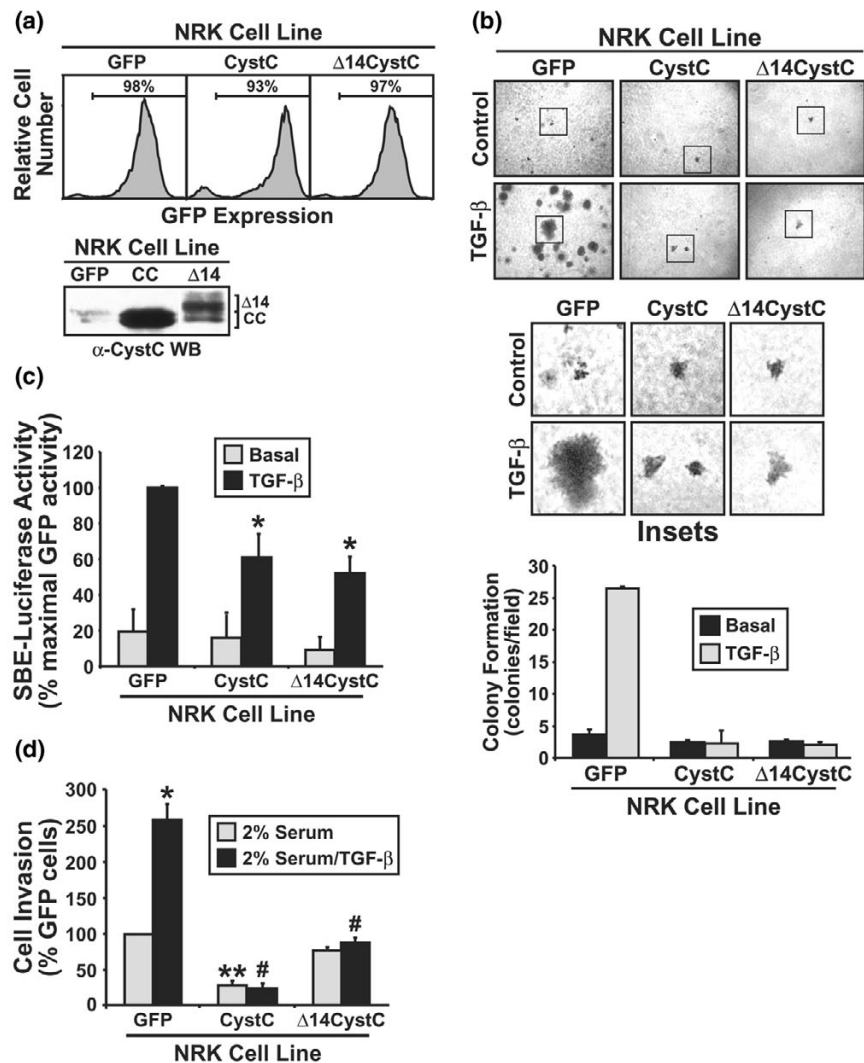 (a)
NRK Cell Line
GFP CystC Δ14CystC
98% 93% 97%
Relative Cell
Number
GFP Expression
NRK Cell Line
GFP CC Δ14
Δ14
CC
α-CystC WB
(b)
NRK Cell Line
GFP CystC Δ14CystC
Control
TGF-β
GFP CystC Δ14CystC
Control
TGF-β
Insets
Colony Formation
(colonies/field)
30
25
20
15
10
5
0
Basal
TGF-β
GFP CystC Δ14CystC
NRK Cell Line
(c)
SBE-Luciferase Activity
(% maximal GFP activity)
120
100
80
60
40
20
0
Basal
TGF-β
* *
GFP CystC Δ14CystC
NRK Cell Line
(d)
Cell Invasion
(% GFP cells)
300
250
200
150
100
50
0
2% Serum
2% Serum/TGF-β
*
** # #
GFP CystC Δ14CystC
NRK Cell Line